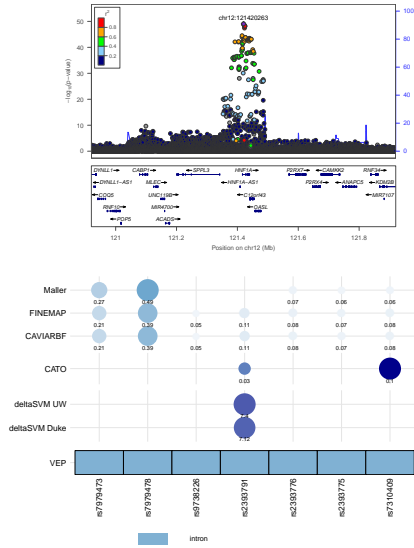 chr12:121420263
r²
0.8
0.6
0.4
0.2
50
40
30
20
10
0
−log10(p−value)
100
80
60
40
20
0
DYNLL1
CABP1
SPPL3
HNF1A
P2RX7
CAMKK2
RNF34
DYNLL1−AS1
MLEC
HNF1A−AS1
P2RX4
ANAPC5
KDM2B
COQ5
UNC119B
C12orf43
MIR7107
RNF10
MIR4700
OASL
POP5
ACADS
121
121.2
121.4
121.6
121.8
Position on chr12 (Mb)
Maller
0.27
0.49
0.07
0.06
0.06
FINEMAP
0.21
0.39
0.05
0.11
0.08
0.07
0.08
CAVIARBF
0.21
0.39
0.05
0.11
0.08
0.07
0.08
CATO
0.03
0.1
deltaSVM UW
deltaSVM Duke
7.12
VEP
rs7979473
rs7979478
rs9738226
rs2393791
rs2393776
rs2393775
rs7310409
intron